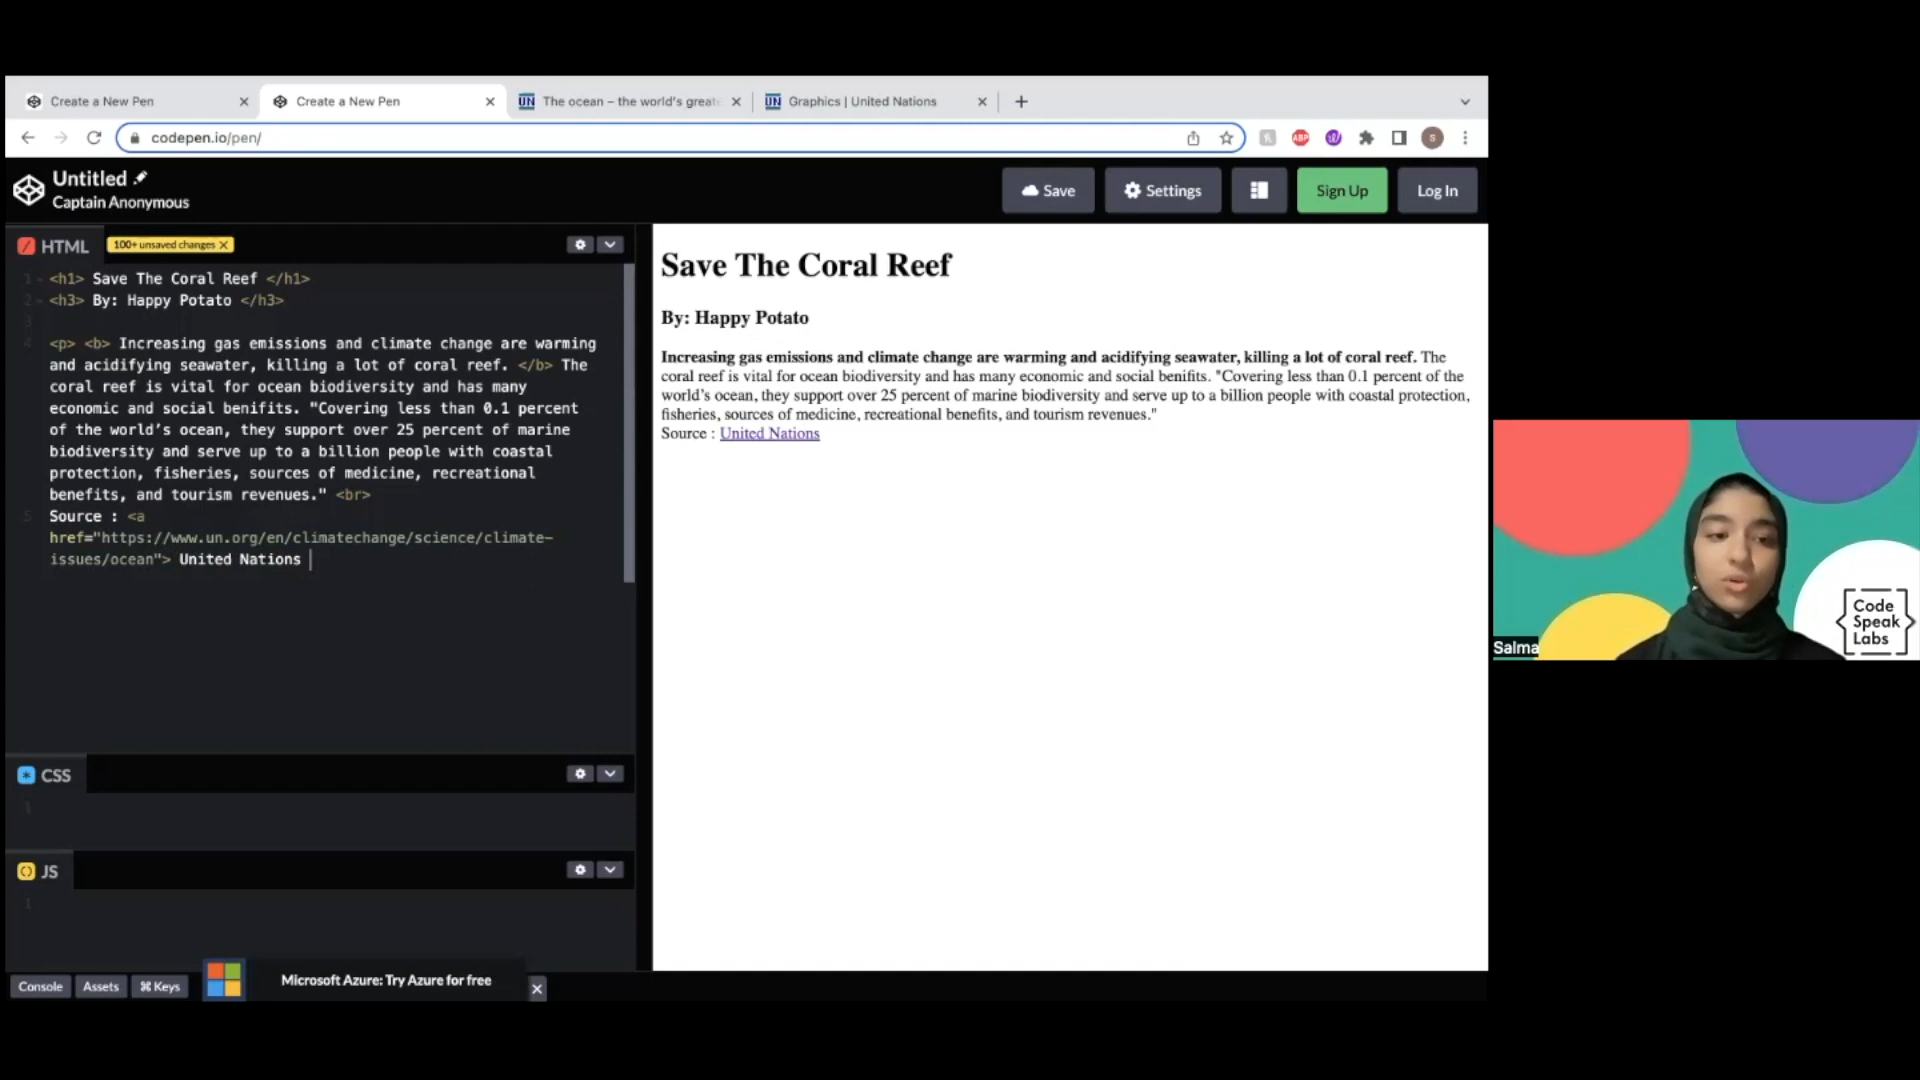 Create a New Pen
Create a New Pen
UN The ocean – the world's great
UN Graphics | United Nations
codepen.io/pen/
ABP
S
Untitled
Captain Anonymous
Save
Settings
Sign Up
Log In
HTML
100+ unsaved changes X
1 <h1> Save The Coral Reef </h1>
2 <h3> By: Happy Potato </h3>
3
4 <p> <b> Increasing gas emissions and climate change are warming
and acidifying seawater, killing a lot of coral reef. </b> The
coral reef is vital for ocean biodiversity and has many
economic and social benifits. "Covering less than 0.1 percent
of the world’s ocean, they support over 25 percent of marine
biodiversity and serve up to a billion people with coastal
protection, fisheries, sources of medicine, recreational
benefits, and tourism revenues." <br>
5 Source : <a
href="https://www.un.org/en/climatechange/science/climate-
issues/ocean"> United Nations
CSS
1
JS
1
Console
Assets
⌘ Keys
Microsoft Azure: Try Azure for free
Save The Coral Reef
By: Happy Potato
Increasing gas emissions and climate change are warming and acidifying seawater, killing a lot of coral reef. The
coral reef is vital for ocean biodiversity and has many economic and social benifits. "Covering less than 0.1 percent of the
world’s ocean, they support over 25 percent of marine biodiversity and serve up to a billion people with coastal protection,
fisheries, sources of medicine, recreational benefits, and tourism revenues."
Source : United Nations
Salma
Code
Speak
Labs